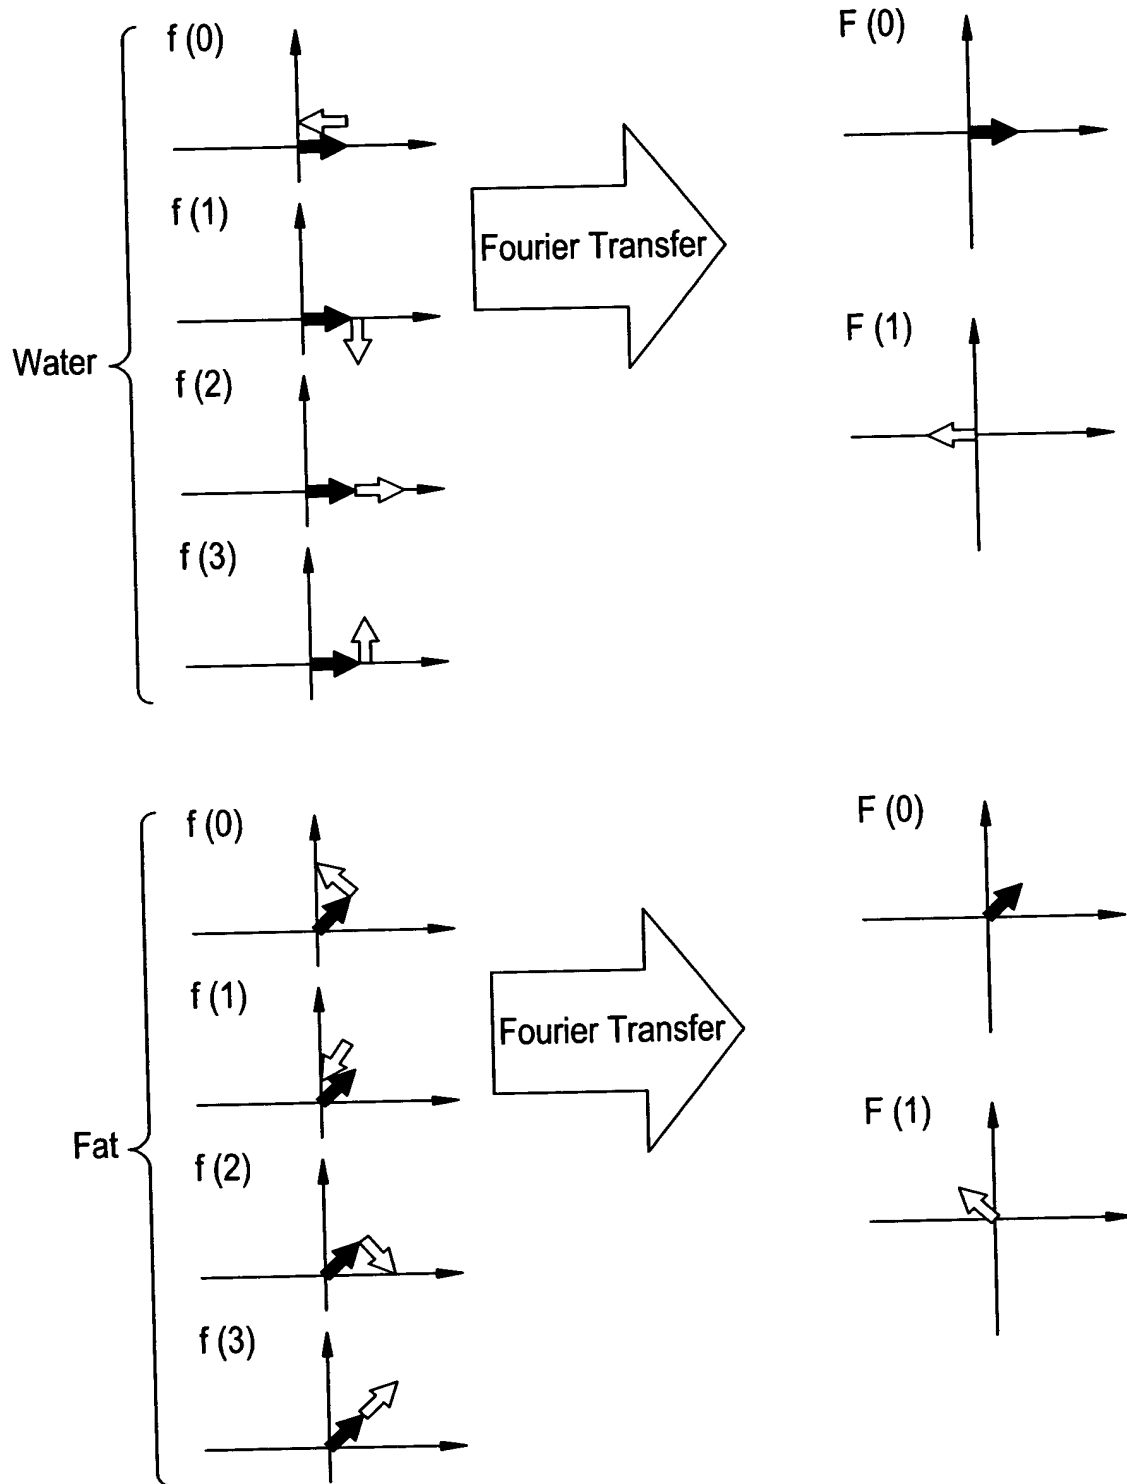 f (0)
F (0)
f (1)
Fourier Transfer
F (1)
Water
f (2)
f (3)
f (0)
F (0)
f (1)
Fourier Transfer
F (1)
Fat
f (2)
f (3)